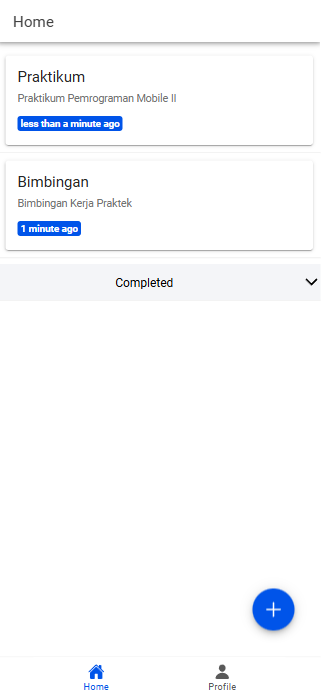 Home
Praktikum
Praktikum Pemrograman Mobile II
less than a minute ago
Bimbingan
Bimbingan Kerja Praktek
1 minute ago
Completed
Home
Profile